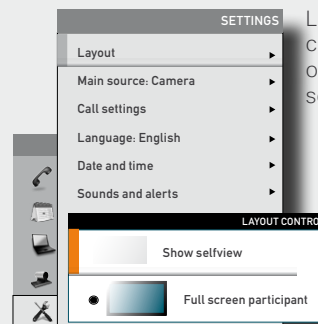 SETTINGS
Layout
Main source: Camera
Call settings
Language: English
Date and time
Sounds and alerts
LAYOUT CONTRO
Show selfview
Full screen participant